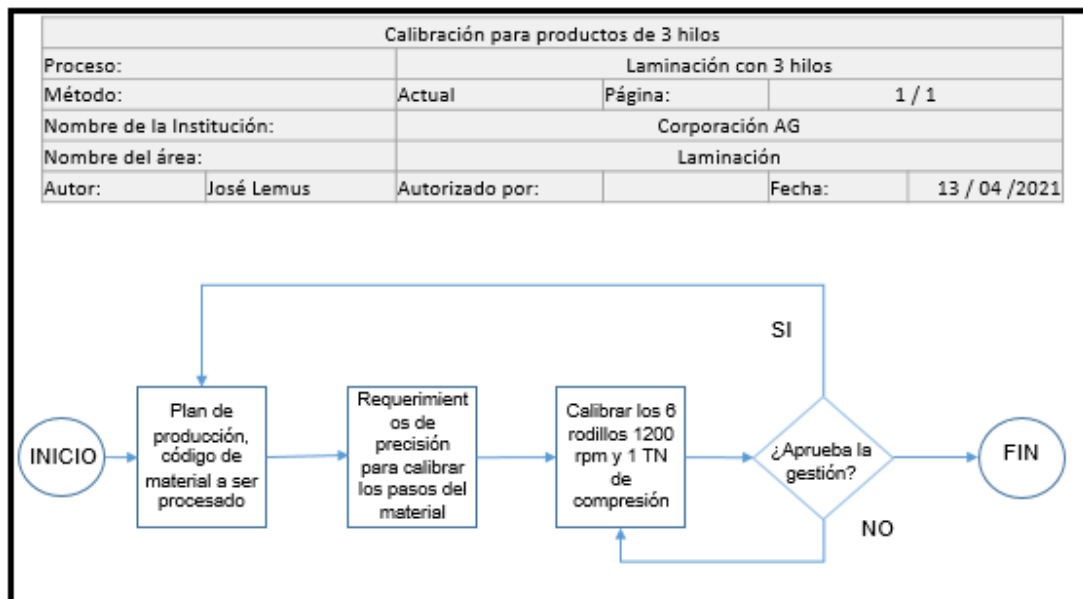 Calibración para productos de 3 hilos
Proceso: Laminación con 3 hilos
Método: Actual Página: 1 / 1
Nombre de la Institución: Corporación AG
Nombre del área: Laminación
Autor: José Lemus Autorizado por: Fecha: 13 / 04 /2021
SI
INICIO
Plan de
producción,
código de
material a ser
procesado
Requerimient
os de
precisión
para calibrar
los pasos del
material
Calibrar los 6
rodillos 1200
rpm y 1 TN
de
compresión
¿Aprueba la
gestión?
FIN
NO